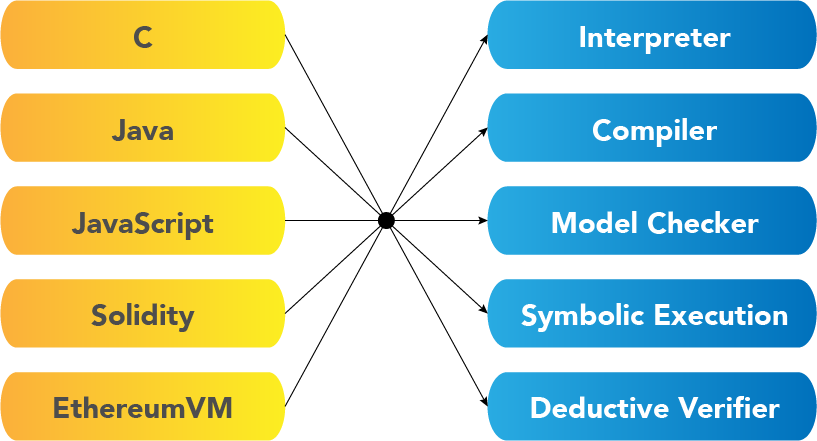 C
Interpreter
Java
Compiler
JavaScript
Model Checker
Solidity
Symbolic Execution
EthereumVM
Deductive Verifier